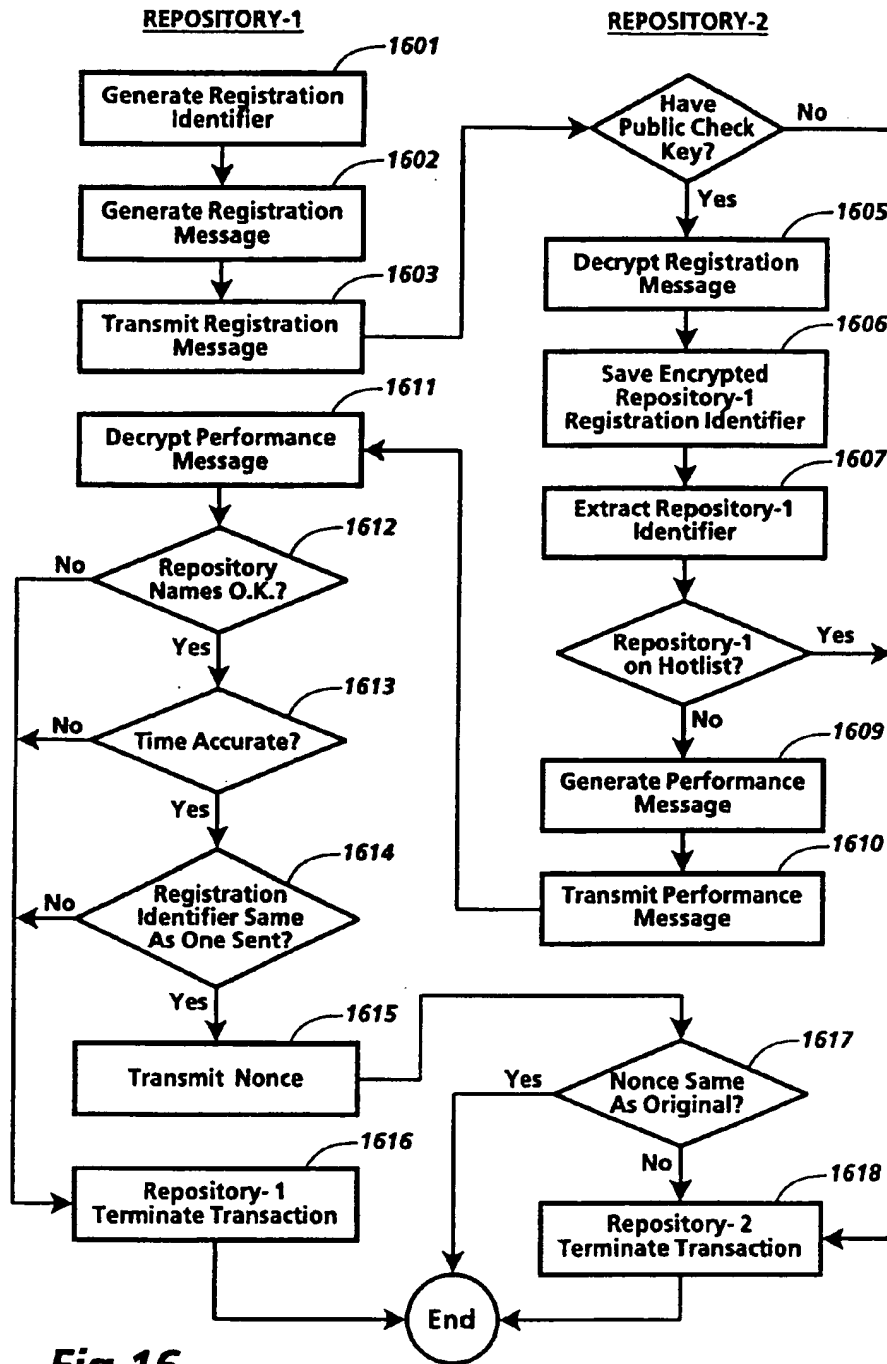 REPOSITORY-1
1601
Generate Registration
Identifier
1602
Generate Registration
Message
1603
Transmit Registration
Message
1611
Decrypt Performance
Message
1612
Repository
Names O.K.?
No
Yes
1613
Time Accurate?
No
Yes
1614
Registration
Identifier Same
As One Sent?
No
Yes
1615
Transmit Nonce
1616
Repository- 1
Terminate Transaction
REPOSITORY-2
Have
Public Check
Key?
No
Yes
1605
Decrypt Registration
Message
1606
Save Encrypted
Repository-1
Registration Identifier
1607
Extract Repository-1
Identifier
Repository-1
on Hotlist?
Yes
No
1609
Generate Performance
Message
1610
Transmit Performance
Message
1617
Nonce Same
As Original?
Yes
No
1618
Repository- 2
Terminate Transaction
End
Fig.16